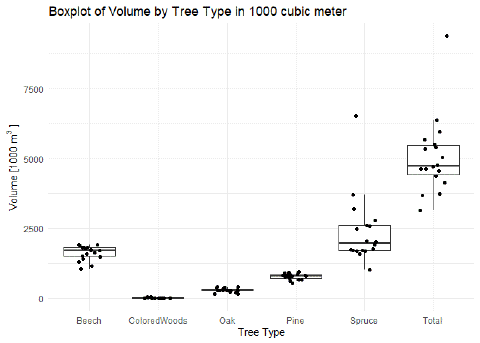 Boxplot of Volume by Tree Type in 1000 cubic meter
Volume [1000 m³]
7500
5000
2500
0
Beech ColoredWoods Oak Pine Spruce Total
Tree Type